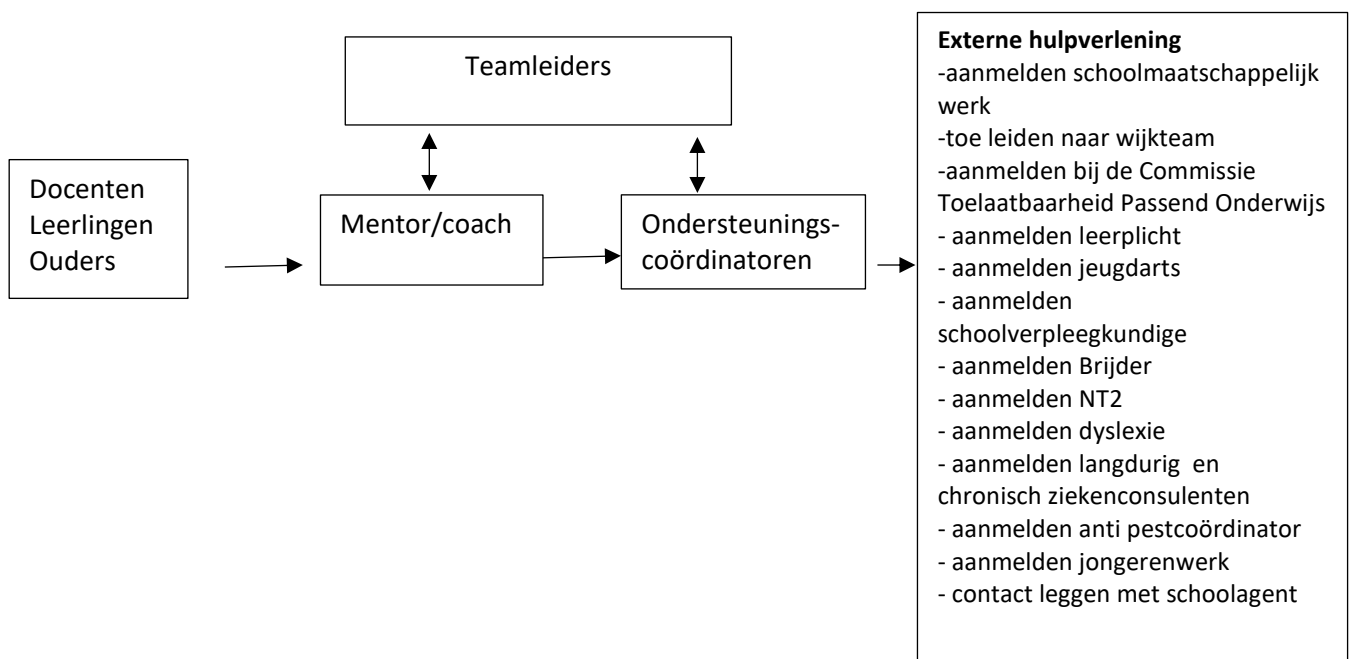 Teamleiders
Docenten
Leerlingen
Ouders
Mentor/coach
Ondersteunings-
coördinatoren
Externe hulpverlening
-aanmelden schoolmaatschappelijk
werk
-toe leiden naar wijkteam
-aanmelden bij de Commissie
Toelaatbaarheid Passend Onderwijs
- aanmelden leerplicht
- aanmelden jeugdarts
- aanmelden
schoolverpleegkundige
- aanmelden Brijder
- aanmelden NT2
- aanmelden dyslexie
- aanmelden langdurig  en
chronisch ziekenconsulenten
- aanmelden anti pestcoördinator
- aanmelden jongerenwerk
- contact leggen met schoolagent